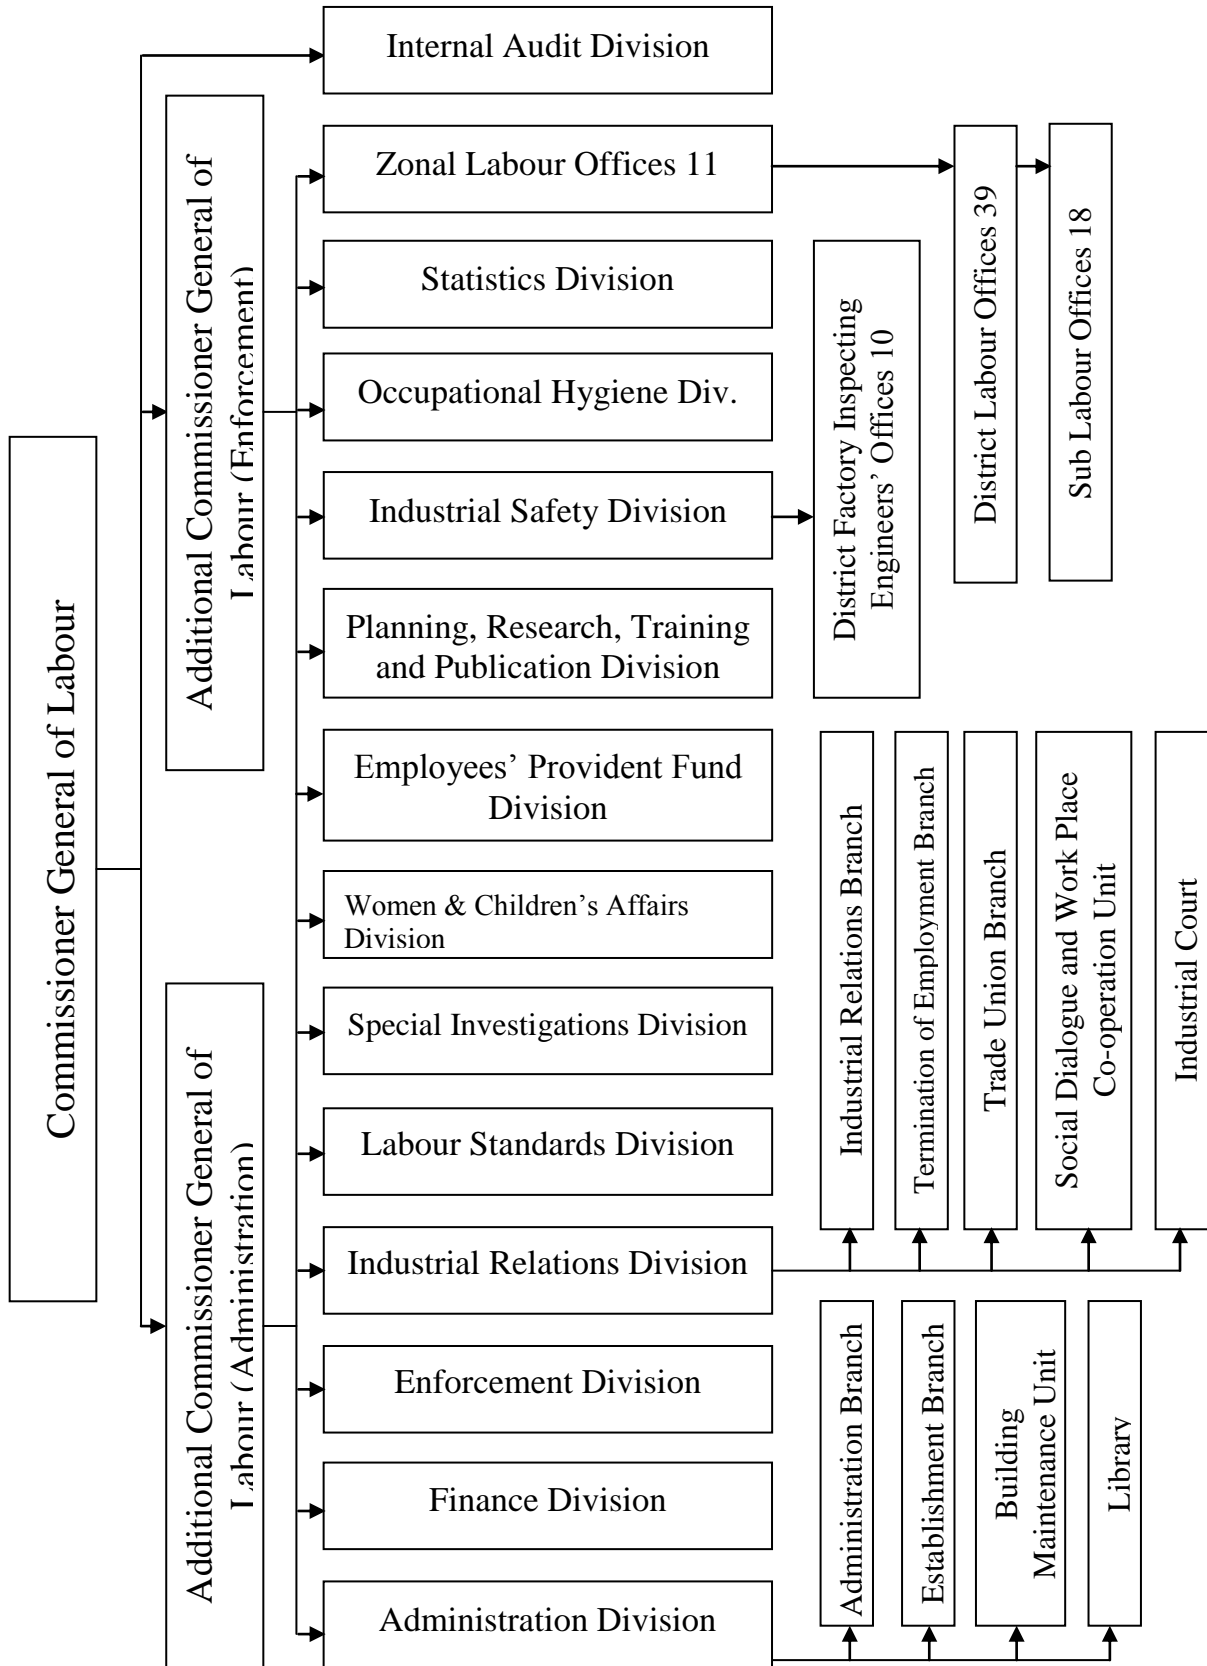 Commissioner General of Labour
Additional Commissioner General of
Labour (Enforcement)
Additional Commissioner General of
Labour (Administration)
Internal Audit Division
Zonal Labour Offices 11
Statistics Division
Occupational Hygiene Div.
Industrial Safety Division
Planning, Research, Training
and Publication Division
Employees’ Provident Fund
Division
Women & Children’s Affairs
Division
Special Investigations Division
Labour Standards Division
Industrial Relations Division
Enforcement Division
Finance Division
Administration Division
District Labour Offices 39
Sub Labour Offices 18
District Factory Inspecting
Engineers’ Offices 10
Industrial Relations Branch
Termination of Employment Branch
Trade Union Branch
Social Dialogue and Work Place
Co-operation Unit
Industrial Court
Administration Branch
Establishment Branch
Building
Maintenance Unit
Library